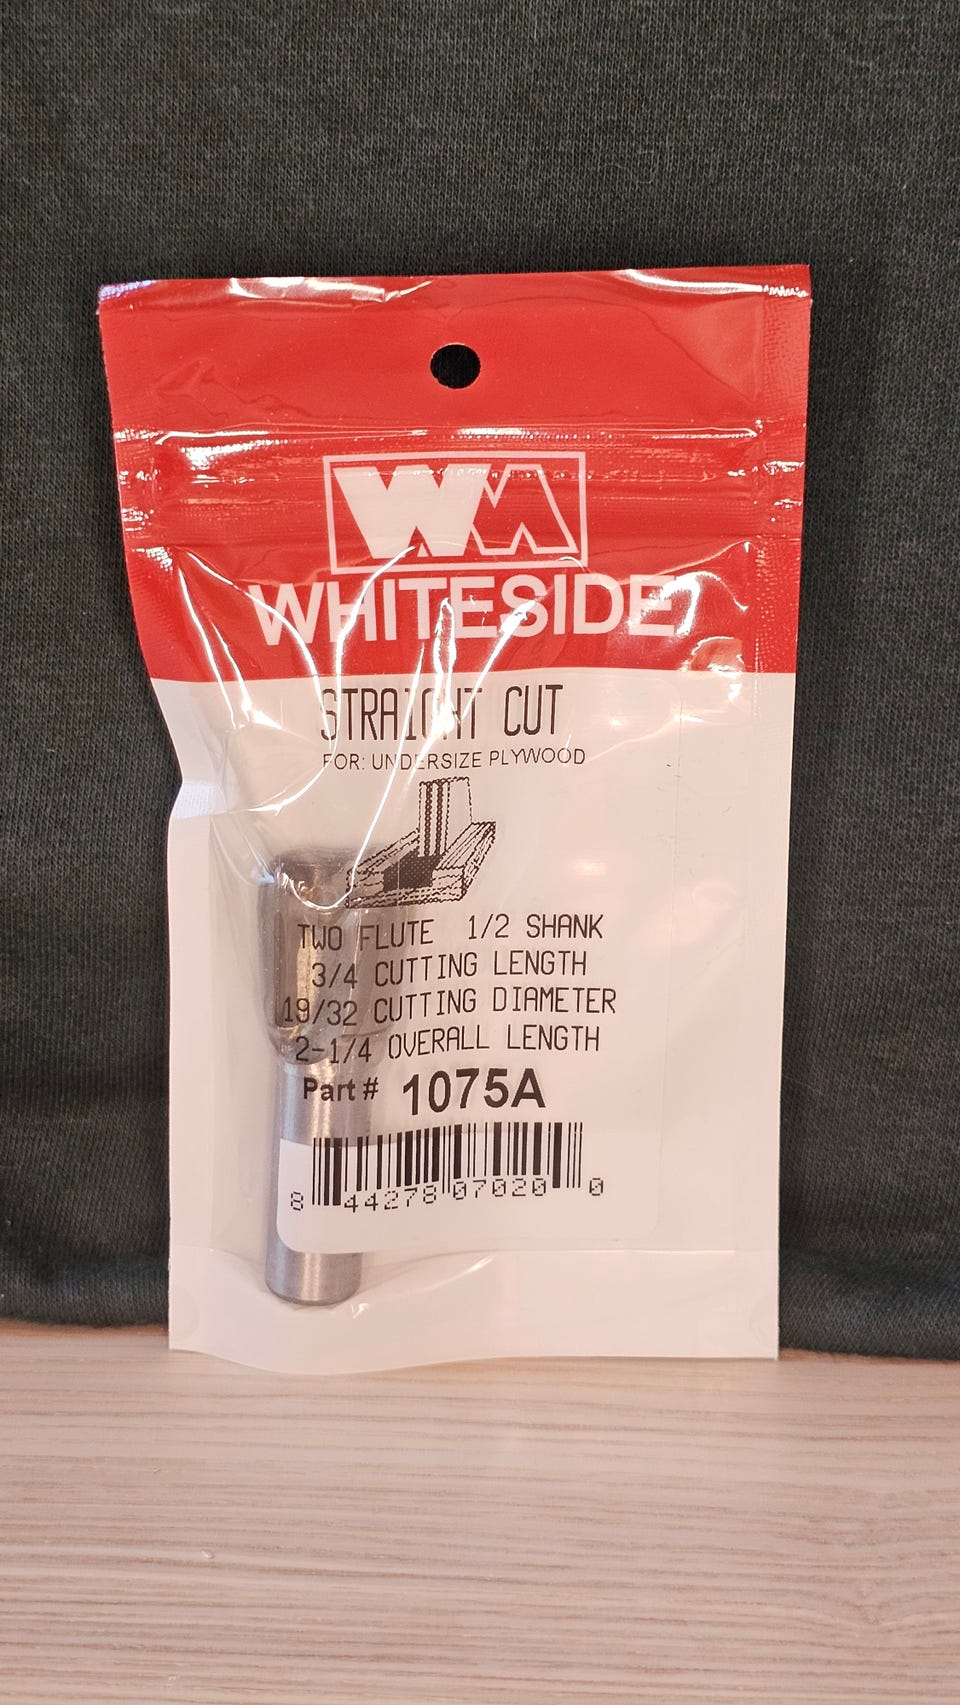 WM
WHITESIDE
STRAIGHT CUT
FOR: UNDERSIZE PLYWOOD
TWO FLUTE 1/2 SHANK
3/4 CUTTING LENGTH
19/32 CUTTING DIAMETER
2-1/4 OVERALL LENGTH
Part # 1075A
8 44278 07020 0